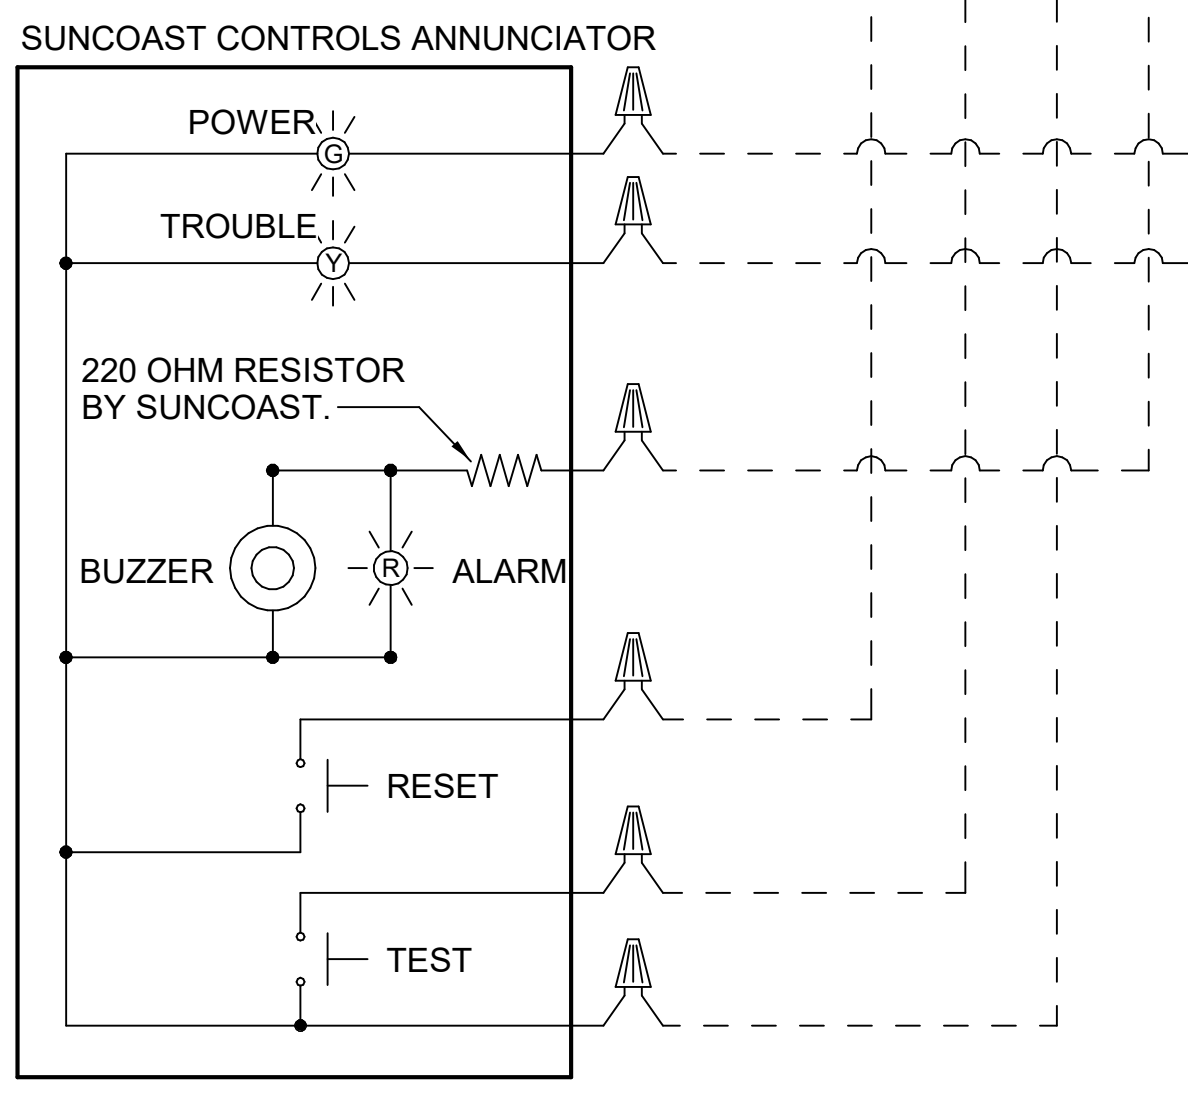 SUNCOAST CONTROLS ANNUNCIATOR
POWER
G
TROUBLE
Y
220 OHM RESISTOR
BY SUNCOAST.
BUZZER
R
ALARM
RESET
TEST